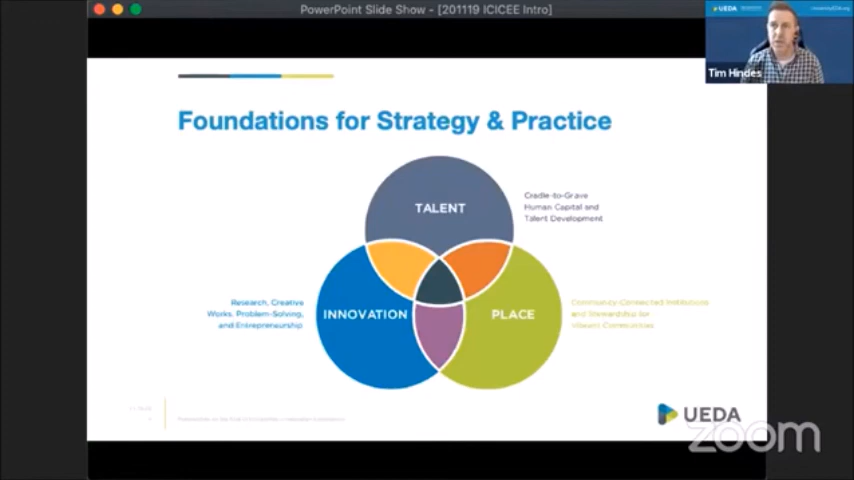 PowerPoint Slide Show - [201119 ICICEE Intro]
UEDA
Tim Hindes
Foundations for Strategy & Practice
TALENT
Cradle-to-Grave
Human Capital and
Talent Development
Research, Creative
Works, Problem-Solving,
and Entrepreneurship
INNOVATION
PLACE
Community-Connected Institutions
and Stewardship for
Vibrant Communities
UEDA
zoom